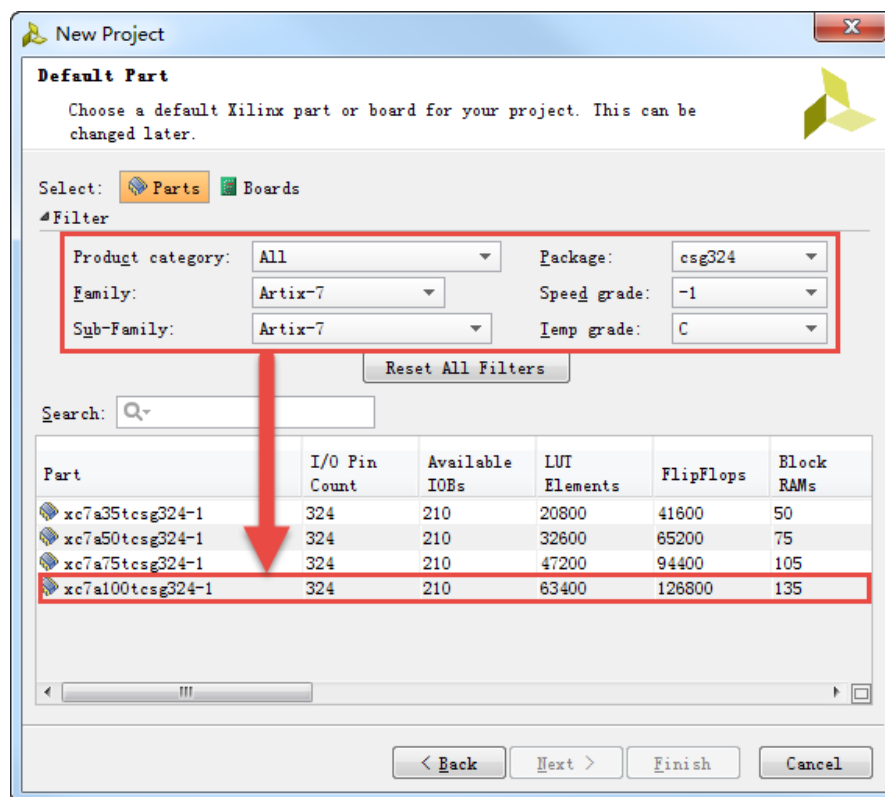 New Project
Default Part
Choose a default Xilinx part or board for your project. This can be
changed later.
Select: Parts Boards
Filter
Product category: All Package: csg324
Family: Artix-7 Speed grade: -1
Sub-Family: Artix-7 Temp grade: C
Reset All Filters
Search:
Part I/O Pin Count Available IOBs LUT Elements FlipFlops Block RAMs
xc7a35tcsg324-1 324 210 20800 41600 50
xc7a50tcsg324-1 324 210 32600 65200 75
xc7a75tcsg324-1 324 210 47200 94400 105
xc7a100tcsg324-1 324 210 63400 126800 135
< Back Next > Finish Cancel